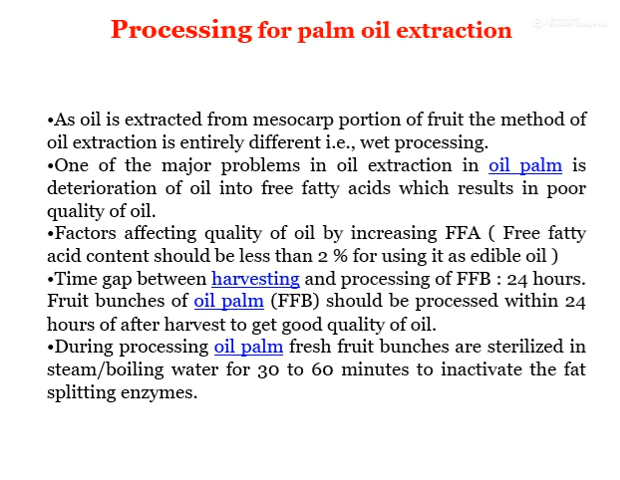 Processing for palm oil extraction
•As oil is extracted from mesocarp portion of fruit the method of
oil extraction is entirely different i.e., wet processing.
•One of the major problems in oil extraction in oil palm is
deterioration of oil into free fatty acids which results in poor
quality of oil.
•Factors affecting quality of oil by increasing FFA ( Free fatty
acid content should be less than 2 % for using it as edible oil )
•Time gap between harvesting and processing of FFB : 24 hours.
Fruit bunches of oil palm (FFB) should be processed within 24
hours of after harvest to get good quality of oil.
•During processing oil palm fresh fruit bunches are sterilized in
steam/boiling water for 30 to 60 minutes to inactivate the fat
splitting enzymes.